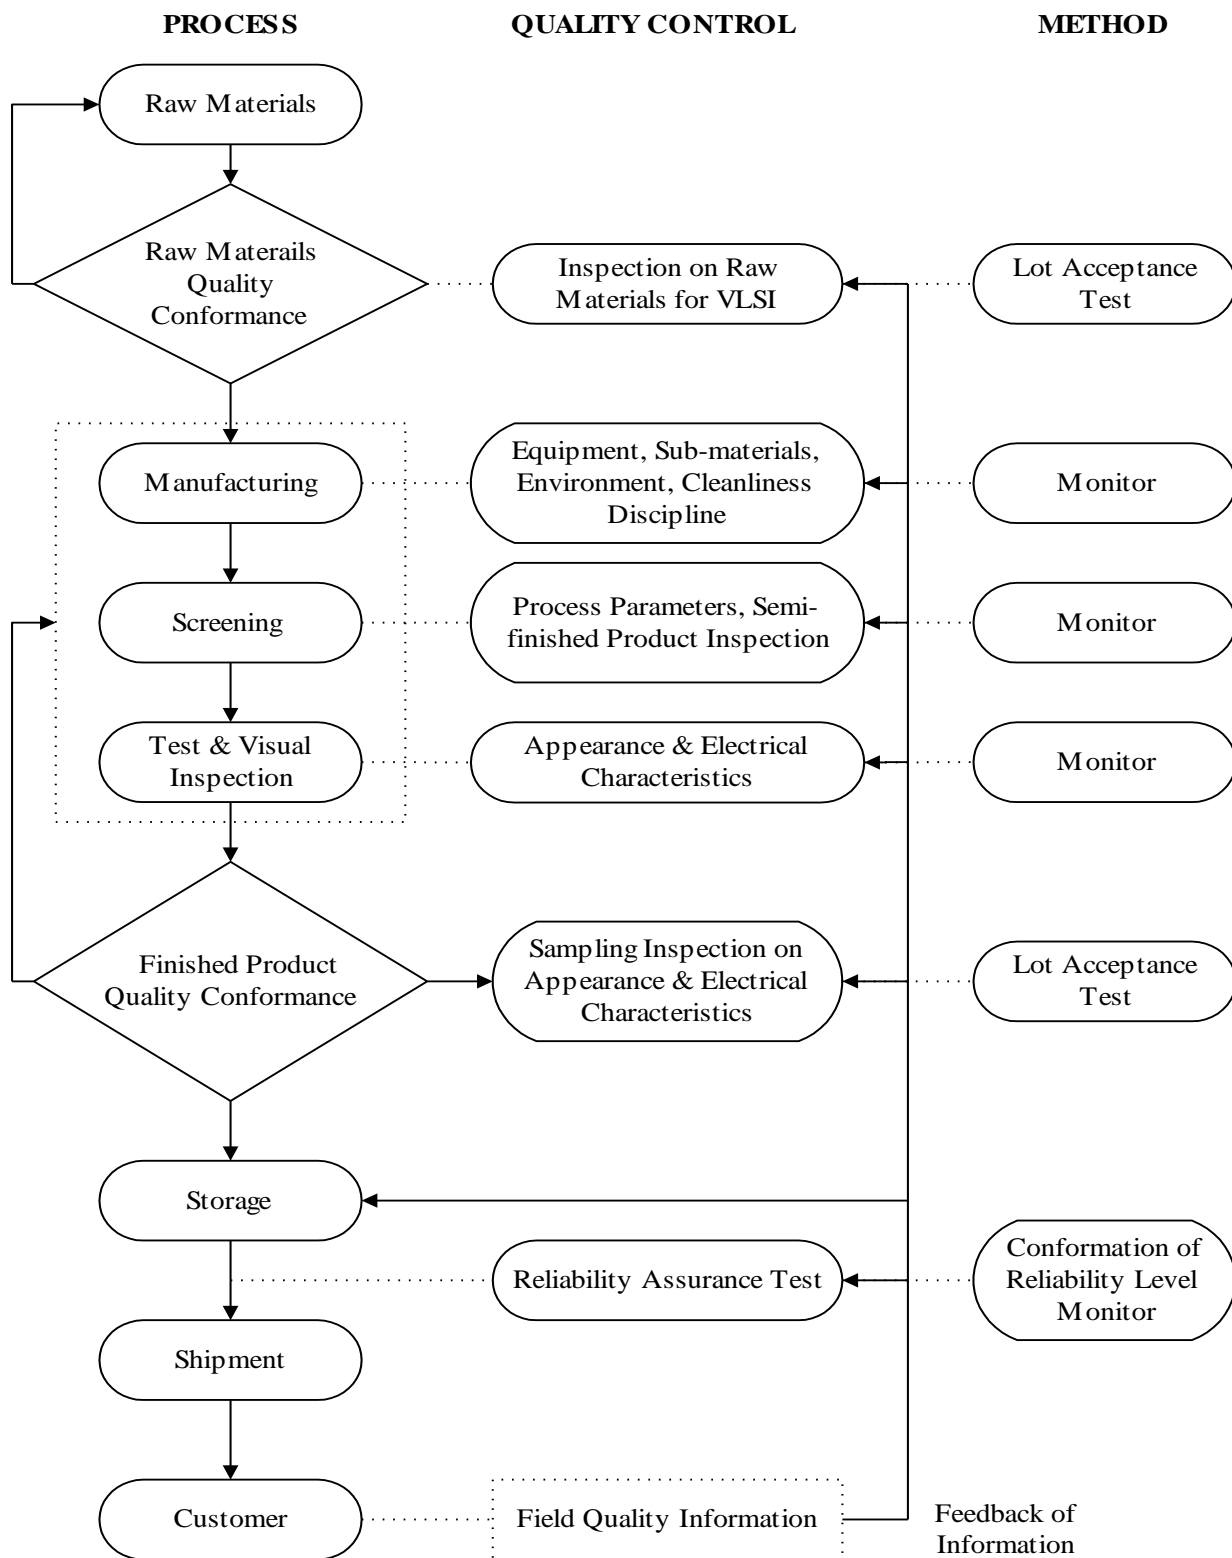 PROCESS
QUALITY CONTROL
METHOD
Raw Materials
Raw Materails
Quality
Conformance
Inspection on Raw
Materials for VLSI
Lot Acceptance
Test
Manufacturing
Equipment, Sub-materials,
Environment, Cleanliness
Discipline
Monitor
Screening
Process Parameters, Semi-
finished Product Inspection
Monitor
Test & Visual
Inspection
Appearance & Electrical
Characteristics
Monitor
Finished Product
Quality Conformance
Sampling Inspection on
Appearance & Electrical
Characteristics
Lot Acceptance
Test
Storage
Reliability Assurance Test
Conformation of
Reliability Level
Monitor
Shipment
Customer
Field Quality Information
Feedback of
Information